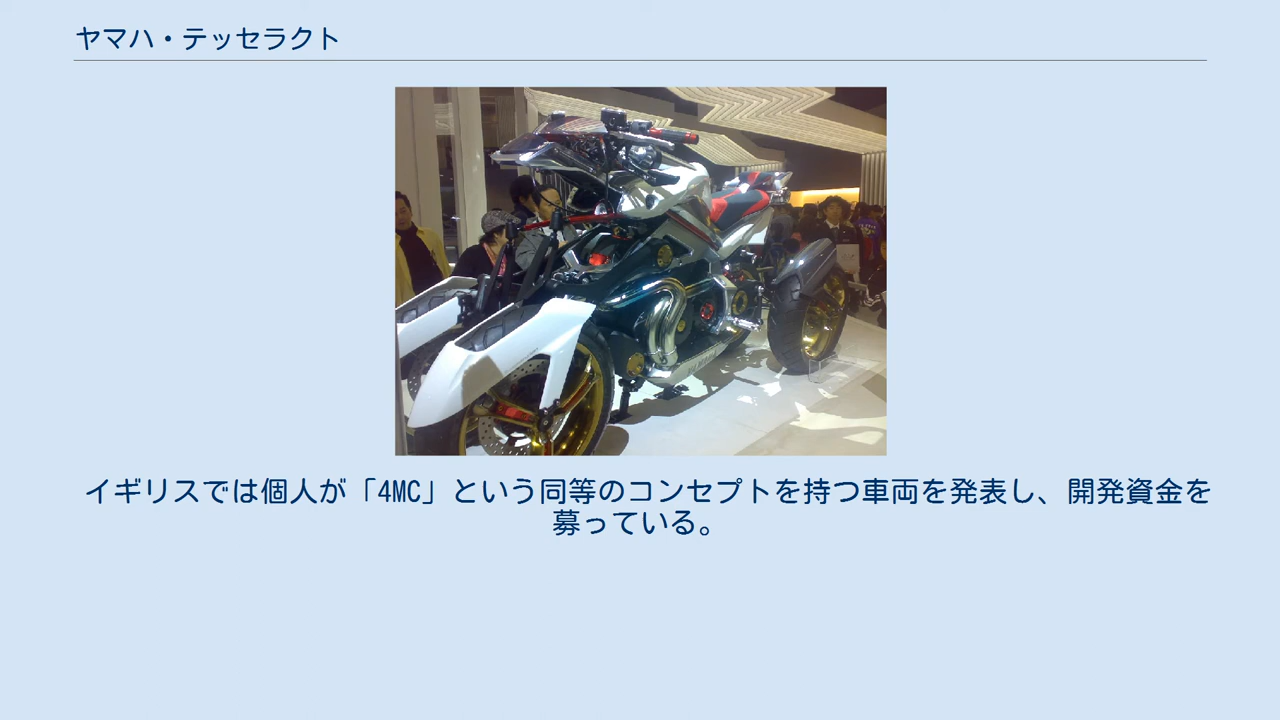 ヤマハ・テッセラクト
イギリスでは個人が「4MC」という同等のコンセプトを持つ車両を発表し、開発資金を
募っている。